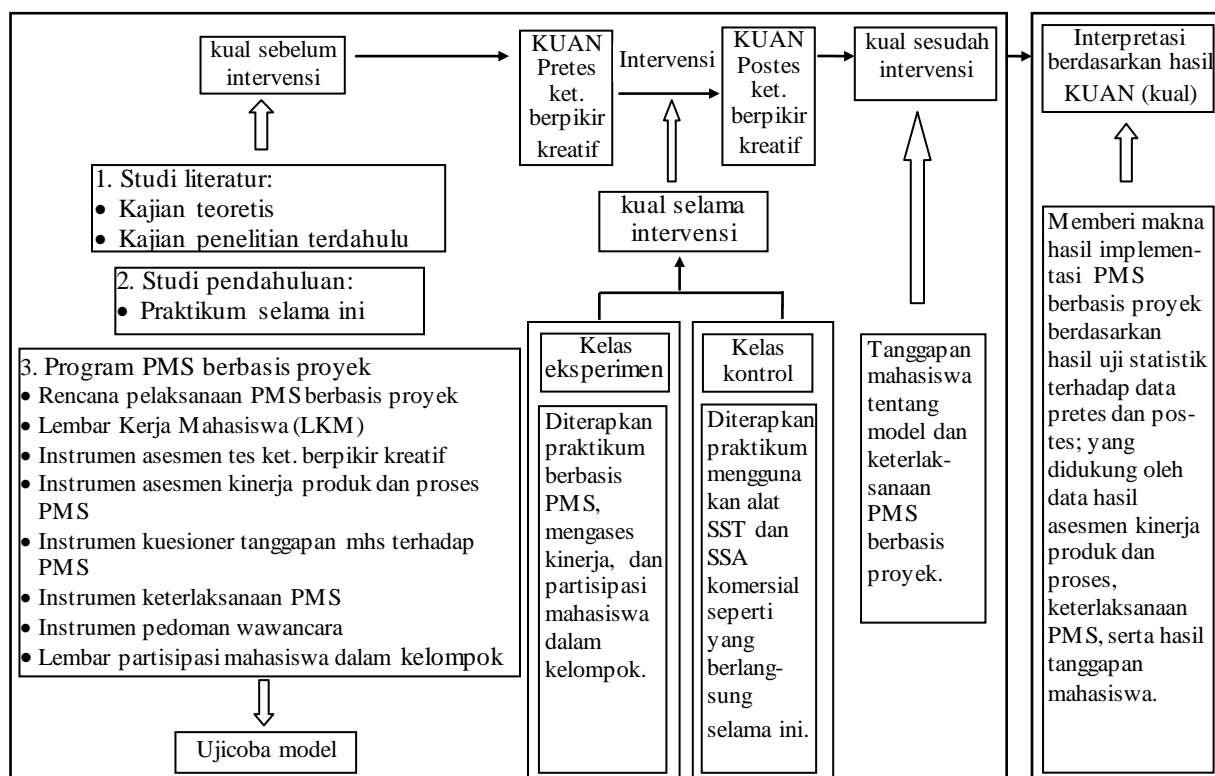 kual sebelum
intervensi
KUAN
Pretes
ket.
berpikir
kreatif
Intervensi
KUAN
Postes
ket.
berpikir
kreatif
kual sesudah
intervensi
Interpretasi
berdasarkan hasil
KUAN (kual)
1. Studi literatur:
• Kajian teoretis
• Kajian penelitian terdahulu
2. Studi pendahuluan:
• Praktikum selama ini
3. Program PMS berbasis proyek
• Rencana pelaksanaan PMS berbasis proyek
• Lembar Kerja Mahasiswa (LKM)
• Instrumen asesmen tes ket. berpikir kreatif
• Instrumen asesmen kinerja produk dan proses
PMS
• Instrumen kuesioner tanggapan mhs terhadap
PMS
• Instrumen keterlaksanaan PMS
• Instrumen pedoman wawancara
• Lembar partisipasi mahasiswa dalam kelompok
Ujicoba model
kual selama
intervensi
Kelas
eksperimen
Diterapkan
praktikum
berbasis
PMS,
mengases
kinerja, dan
partisipasi
mahasiswa
dalam
kelompok.
Kelas
kontrol
Diterapkan
praktikum
mengguna
kan alat
SST dan
SSA
komersial
seperti
yang
berlang-
sung
selama ini.
Tanggapan
mahasiswa
tentang
model dan
keterlak-
sanaan
PMS
berbasis
proyek.
Memberi makna
hasil implemen-
tasi PMS
berbasis proyek
berdasarkan
hasil uji statistik
terhadap data
pretes dan pos-
tes; yang
didukung oleh
data hasil
asesmen kinerja
produk dan
proses,
keterlaksanaan
PMS, serta hasil
tanggapan
mahasiswa.